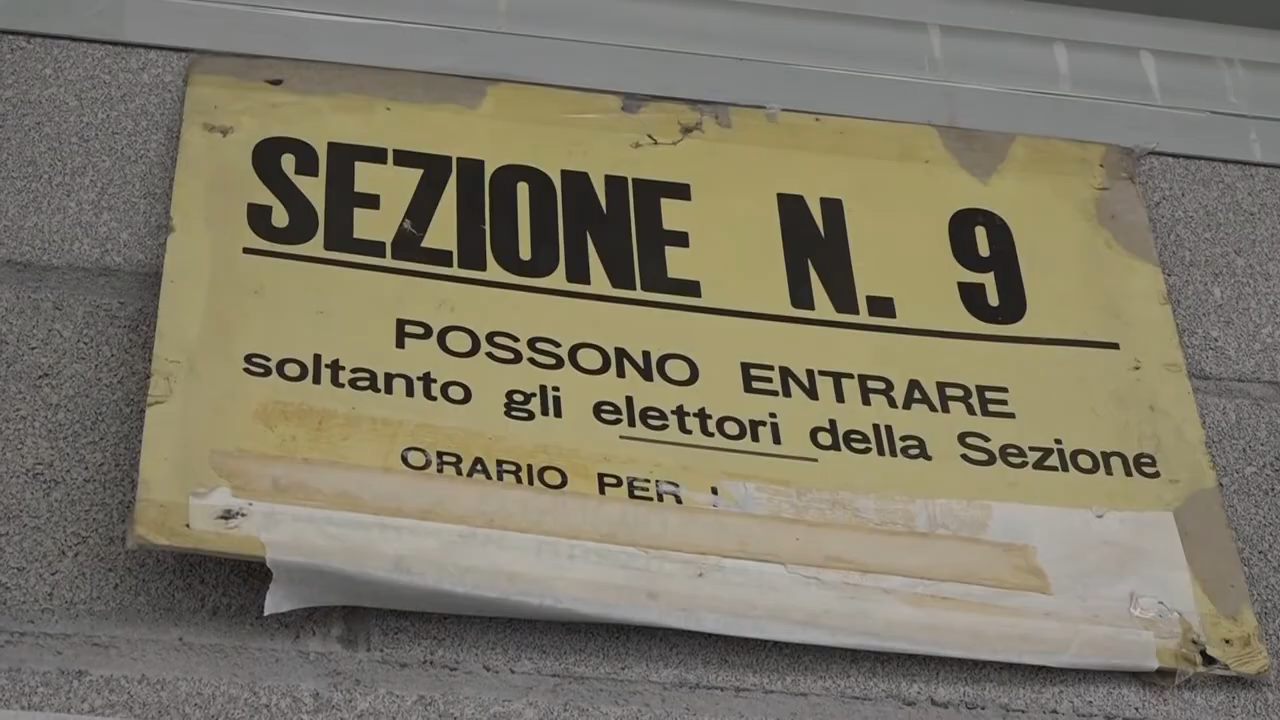 SEZIONE N. 9
POSSONO ENTRARE
soltanto gli elettori della Sezione
ORARIO PER